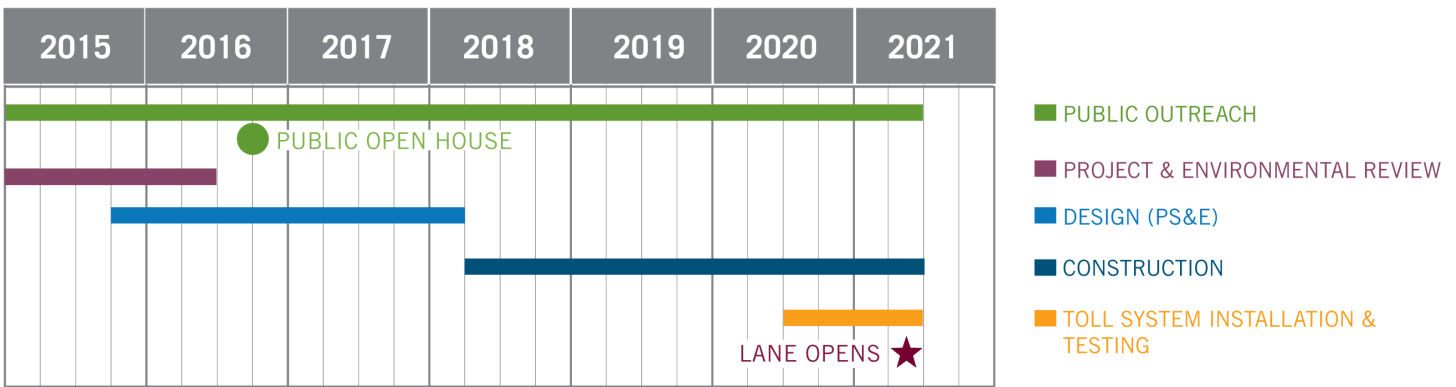 2015 2016 2017 2018 2019 2020 2021
PUBLIC OUTREACH
PUBLIC OPEN HOUSE
PROJECT & ENVIRONMENTAL REVIEW
DESIGN (PS&E)
CONSTRUCTION
TOLL SYSTEM INSTALLATION &
TESTING
LANE OPENS